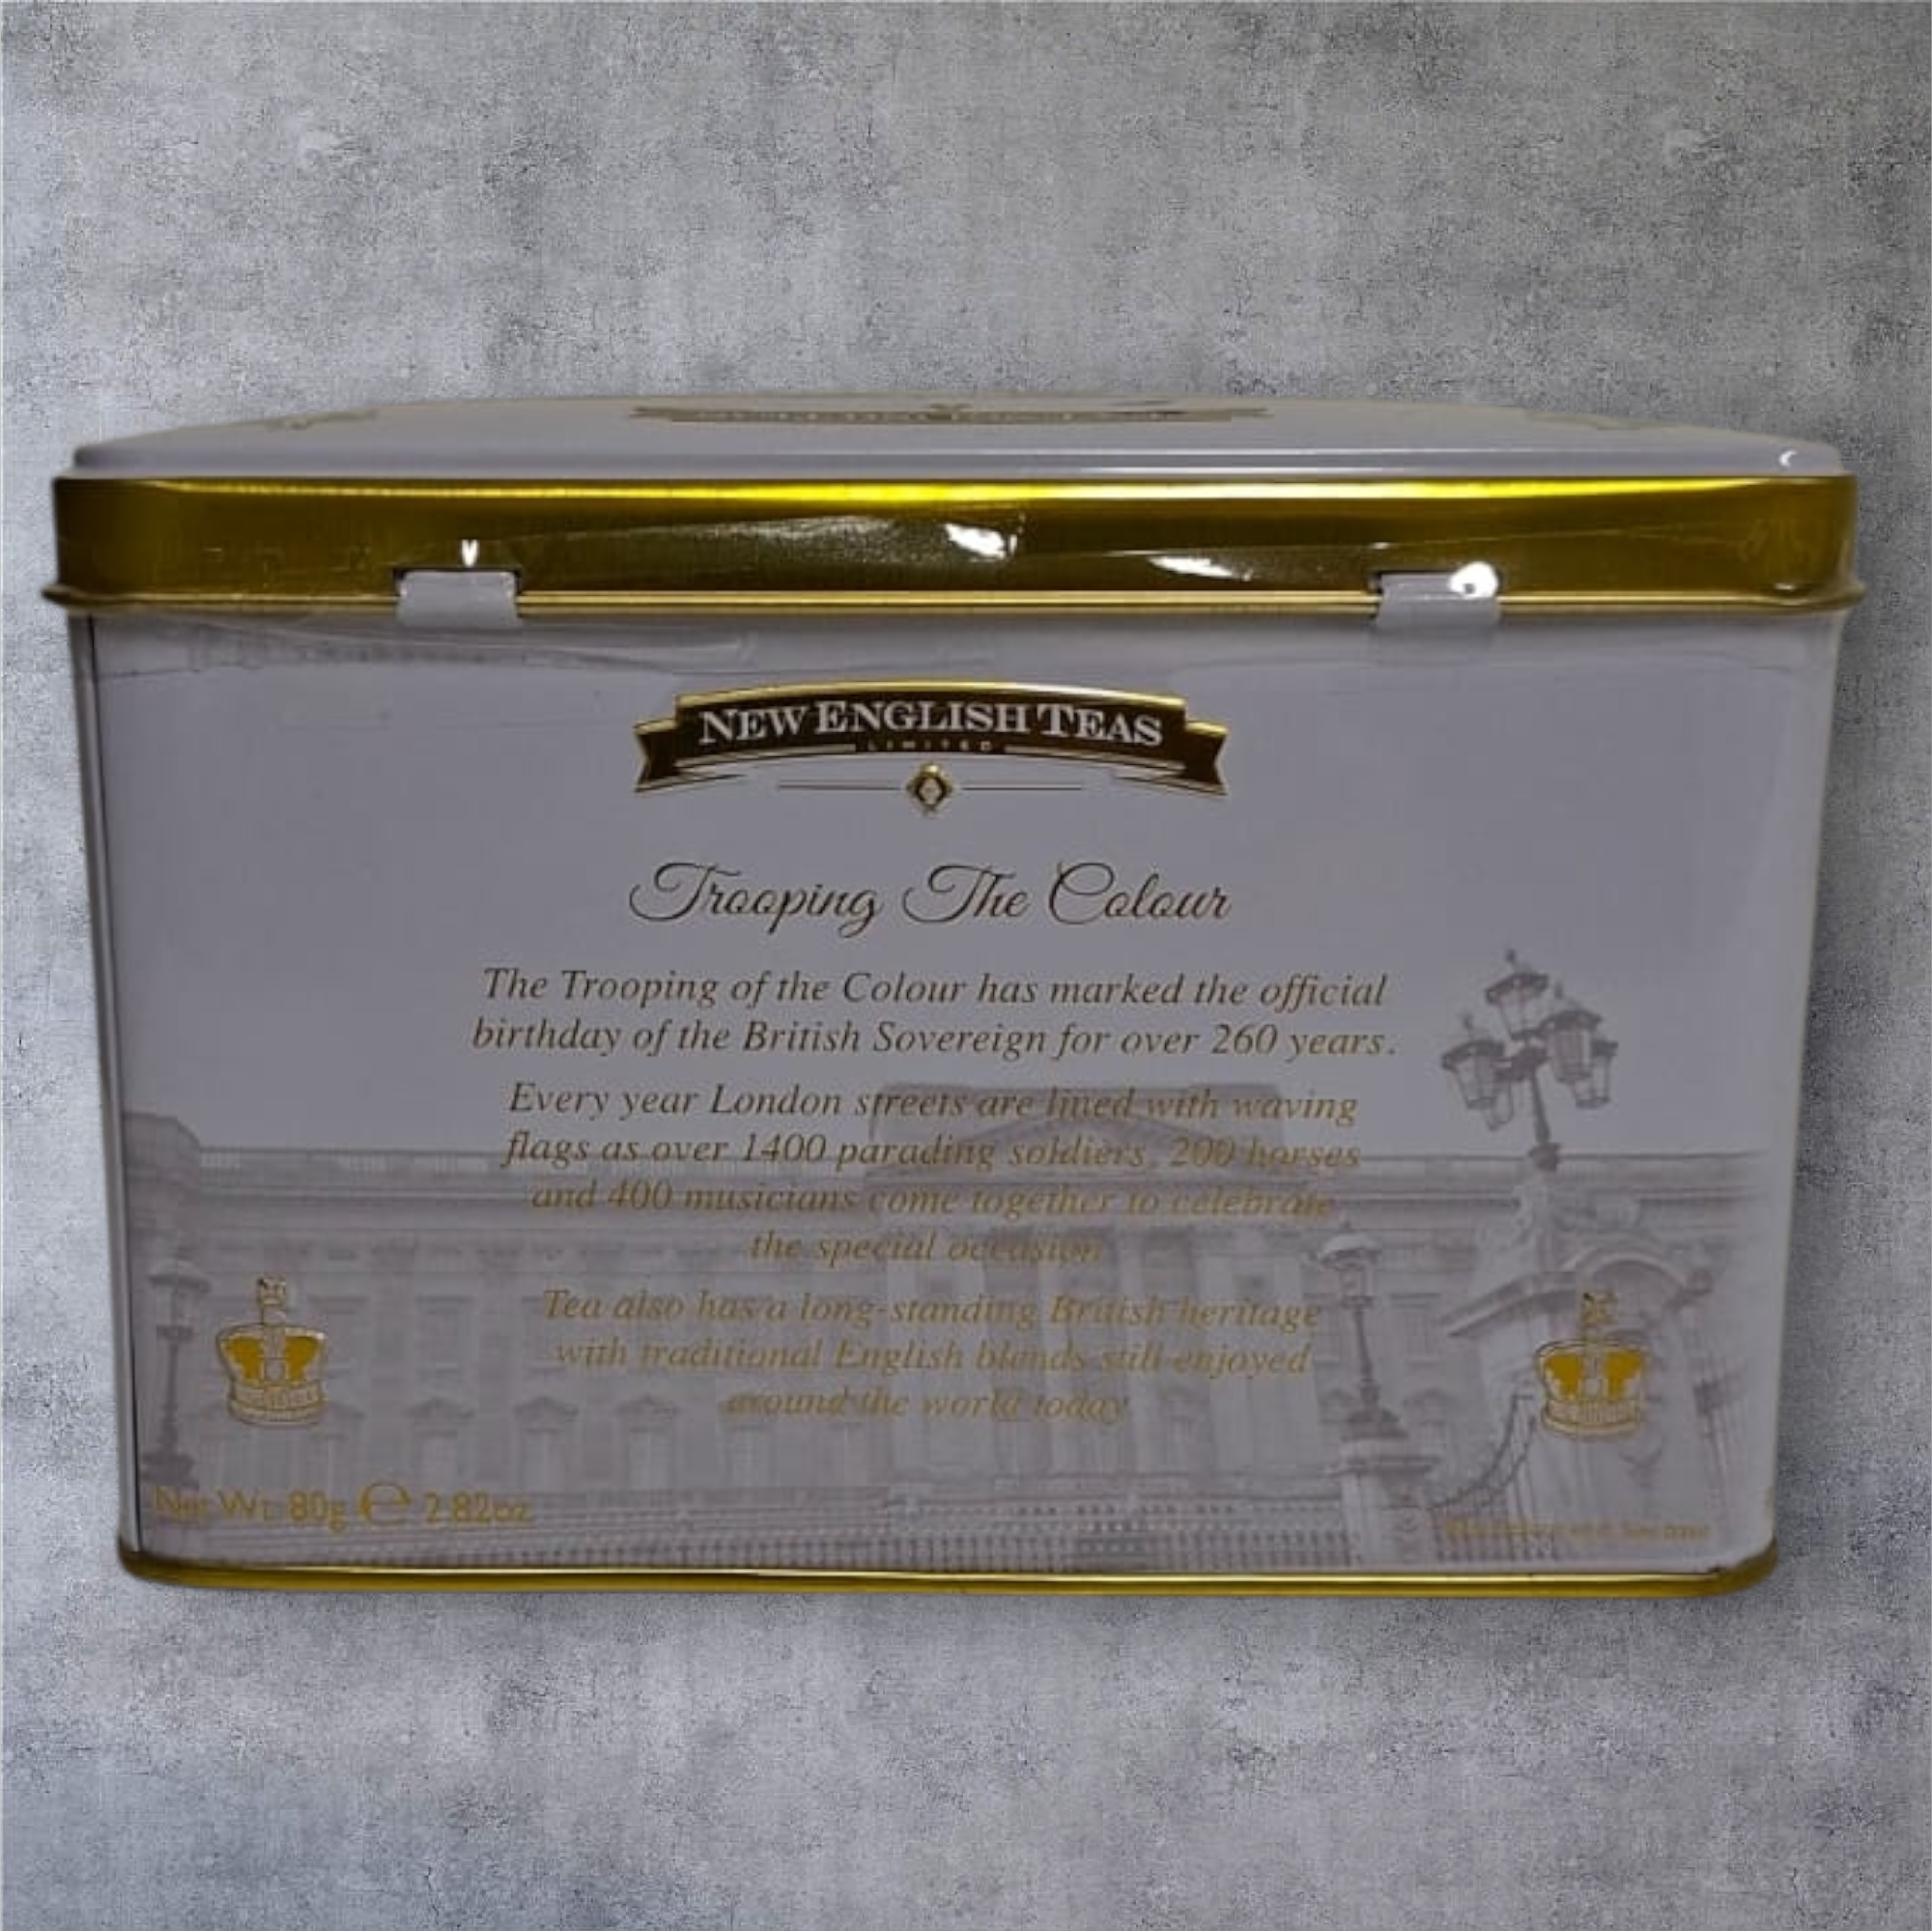 NEW ENGLISH TEAS
LIMITED
Trooping The Colour
The Trooping of the Colour has marked the official
birthday of the British Sovereign for over 260 years.
Every year London streets are lined with waving
flags as over 1400 parading soldiers, 200 horses
and 400 musicians come together to celebrate
the special occasion.
Tea also has a long-standing British heritage
with traditional English blends still enjoyed
around the world today.
Net Wt: 80g ℮ 2.82oz